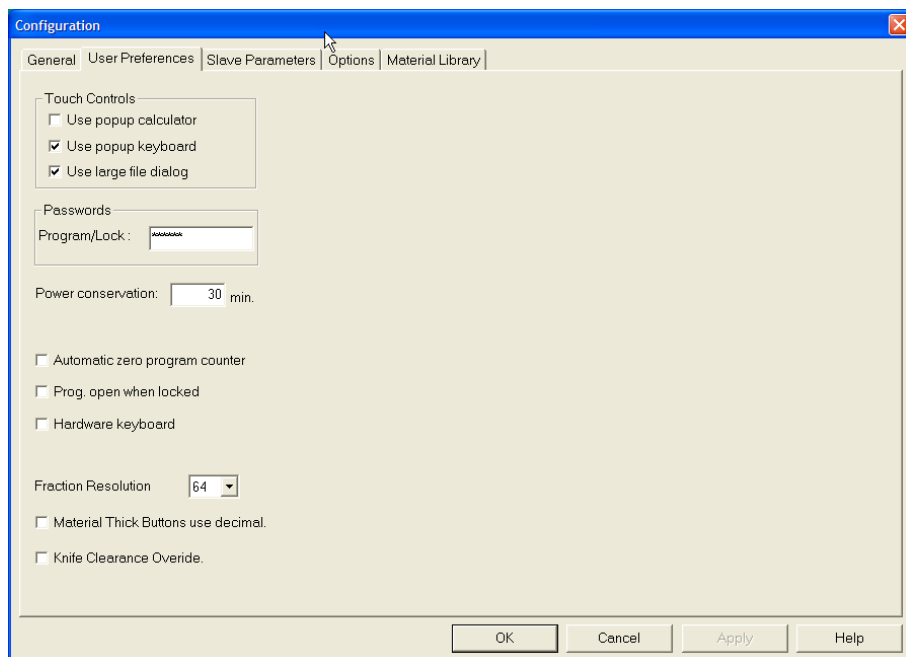 Configuration
General User Preferences Slave Parameters Options Material Library
Touch Controls
Use popup calculator
Use popup keyboard
Use large file dialog
Passwords
Program/Lock : ******
Power conservation: 30 min.
Automatic zero program counter
Prog. open when locked
Hardware keyboard
Fraction Resolution 64
Material Thick Buttons use decimal.
Knife Clearance Overide.
OK Cancel Apply Help